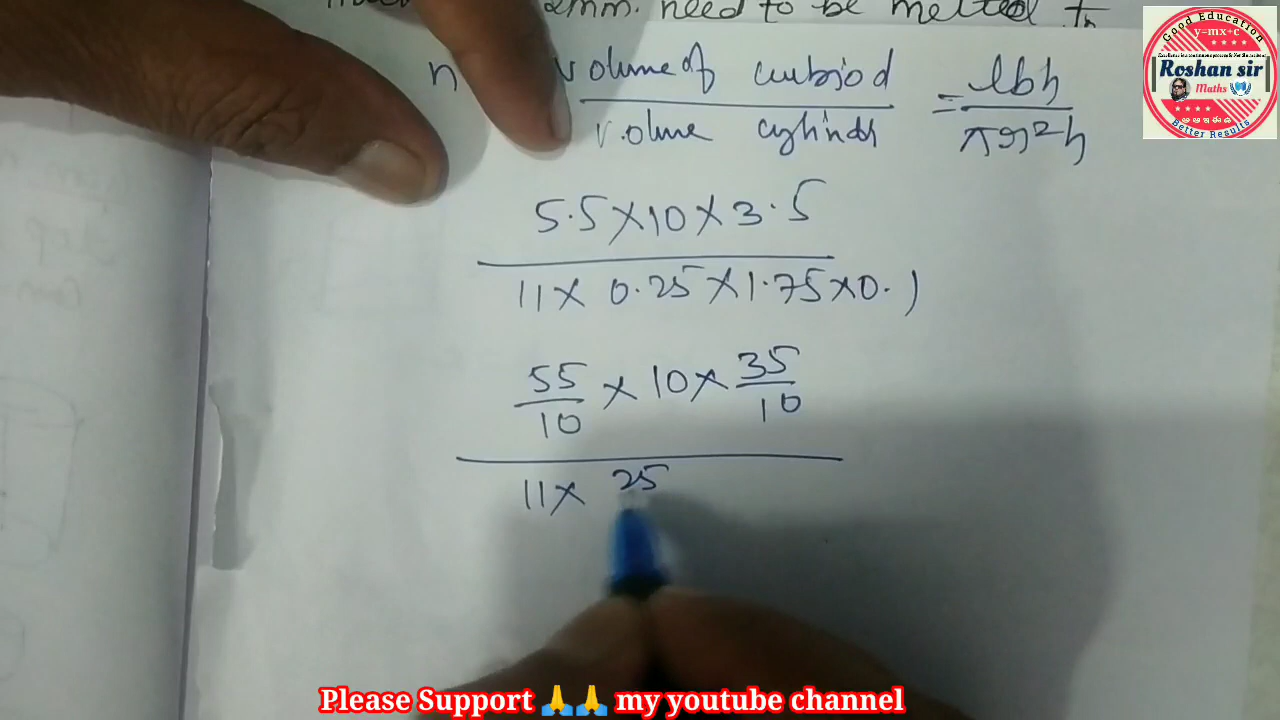 2mm. need to be melted to
n volume of cuboid = lbh
volume cylinder πr²h
5.5×10×3.5
11× 0.25×1.75×0.1
55/10 × 10 × 35/10
11× 25
Good Education
y=mx+c
Roshan sir
Maths
Better Results
Please Support 🙏🙏 my youtube channel